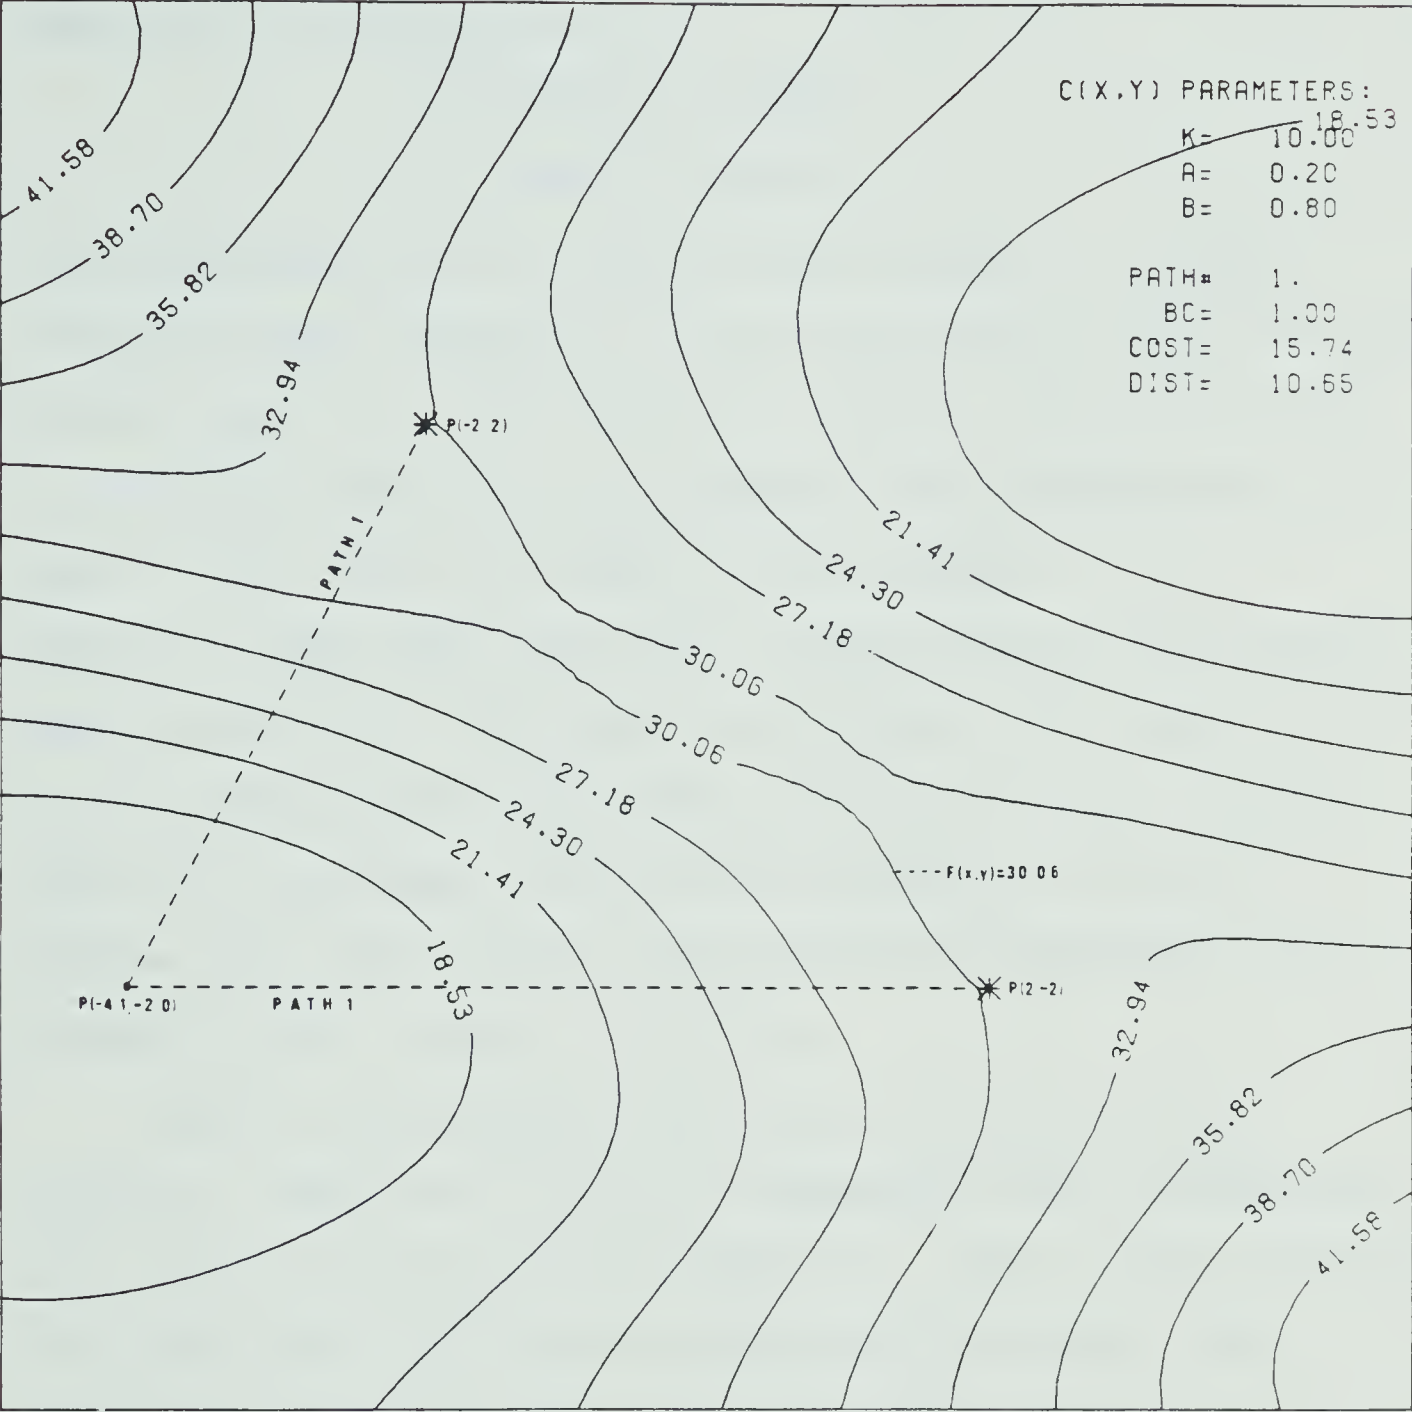 C(X,Y) PARAMETERS:
18.53
K= 10.00
A= 0.20
B= 0.80
PATH# 1.
BC= 1.00
COST= 15.74
DIST= 10.65
41.58
38.70
35.82
32.94
P(-2 2)
PATH 1
21.41
24.30
27.18
30.06
30.06
27.18
24.30
21.41
F(x,y)=30 06
18.53
P(-4 1,-2 0)
PATH 1
P(2 -2)
32.94
35.82
38.70
41.58